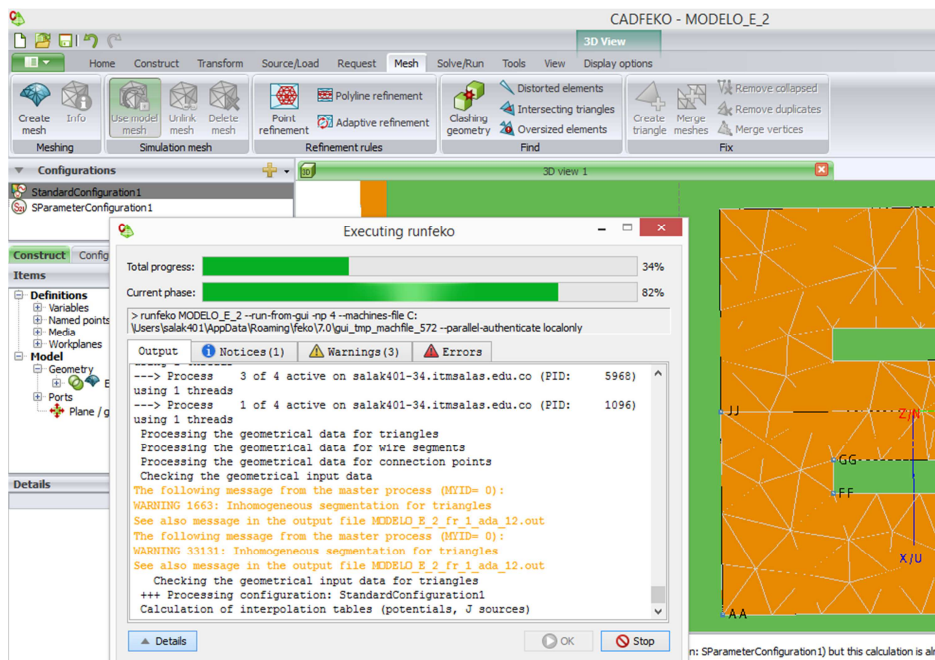 CADFEKO - MODELO_E_2
3D View
Home Construct Transform Source/Load Request Mesh Solve/Run Tools View Display options
Create mesh
Info
Use model mesh
Unlink mesh
Delete mesh
Point refinement
Polyline refinement
Adaptive refinement
Clashing geometry
Distorted elements
Intersecting triangles
Oversized elements
Create triangle
Merge meshes
Remove collapsed
Remove duplicates
Merge vertices
Meshing
Simulation mesh
Refinement rules
Find
Fix
Configurations
3D view 1
StandardConfiguration1
SParameterConfiguration1
Construct Config
Items
Definitions
Variables
Named points
Media
Workplanes
Model
Geometry
E
Ports
Plane / g
Details
Executing runfeko
Total progress: 34%
Current phase: 82%
> runfeko MODELO_E_2 --run-from-gui -np 4 --machines-file C:
\Users\salak401\AppData\Roaming\feko\7.0\gui_tmp_machfile_572 --parallel-authenticate localonly
Output Notices(1) Warnings(3) Errors
using 1 threads
---> Process 3 of 4 active on salak401-34.itmsalas.edu.co (PID: 5968)
using 1 threads
---> Process 1 of 4 active on salak401-34.itmsalas.edu.co (PID: 1096)
using 1 threads
Processing the geometrical data for triangles
Processing the geometrical data for wire segments
Processing the geometrical data for connection points
Checking the geometrical input data
The following message from the master process (MYID= 0):
WARNING 1663: Inhomogeneous segmentation for triangles
See also message in the output file MODELO_E_2_fr_1_ada_12.out
The following message from the master process (MYID= 0):
WARNING 33131: Inhomogeneous segmentation for triangles
See also message in the output file MODELO_E_2_fr_1_ada_12.out
Checking the geometrical input data for triangles
+++ Processing configuration: StandardConfiguration1
Calculation of interpolation tables (potentials, J sources)
Details
OK
Stop
JJ
Z/N
GG
FF
X/U
AA
n: SParameterConfiguration1) but this calculation is alr